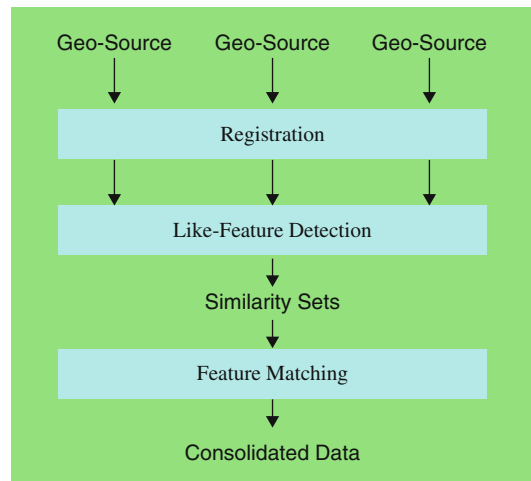 Geo-Source Geo-Source Geo-Source
Registration
Like-Feature Detection
Similarity Sets
Feature Matching
Consolidated Data